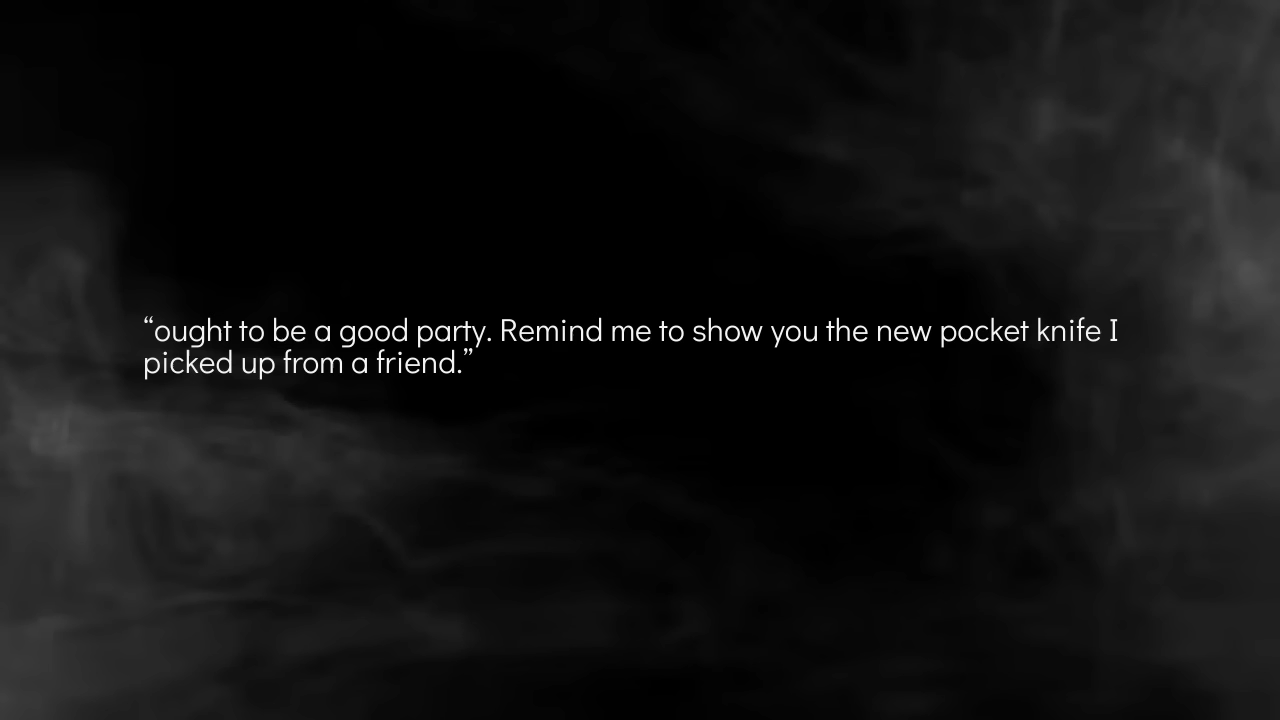 “ought to be a good party. Remind me to show you the new pocket knife I
picked up from a friend.”